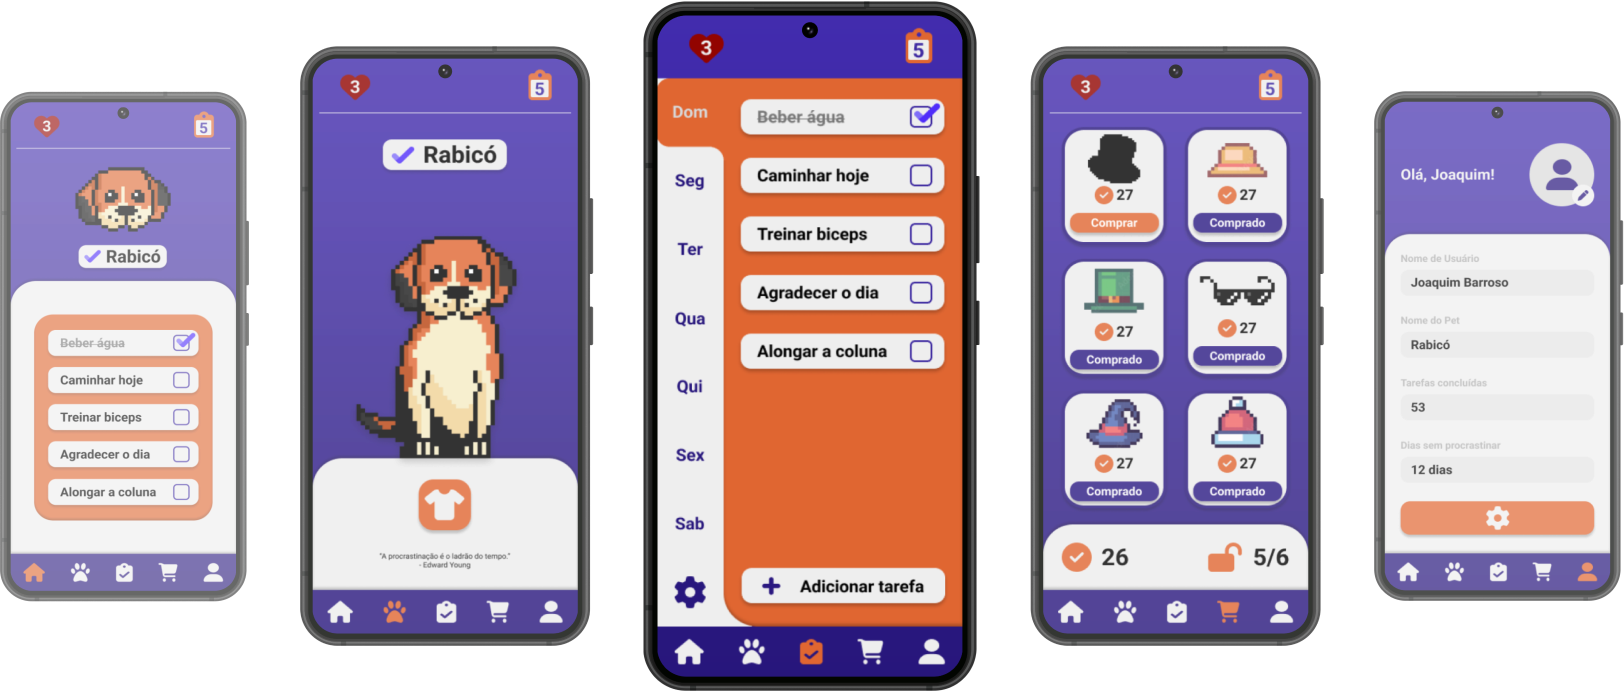 3
5
Rabicó
Beber água
Caminhar hoje
Treinar biceps
Agradecer o dia
Alongar a coluna
3
5
Rabicó
"A procrastinação é o ladrão do tempo."
- Edward Young
3
5
Dom
Seg
Ter
Qua
Qui
Sex
Sab
Beber água
Caminhar hoje
Treinar biceps
Agradecer o dia
Alongar a coluna
+ Adicionar tarefa
3
5
27
Comprar
27
Comprado
27
Comprado
27
Comprado
27
Comprado
27
Comprado
26
5/6
Olá, Joaquim!
Nome de Usuário
Joaquim Barroso
Nome do Pet
Rabicó
Tarefas concluídas
53
Dias sem procrastinar
12 dias